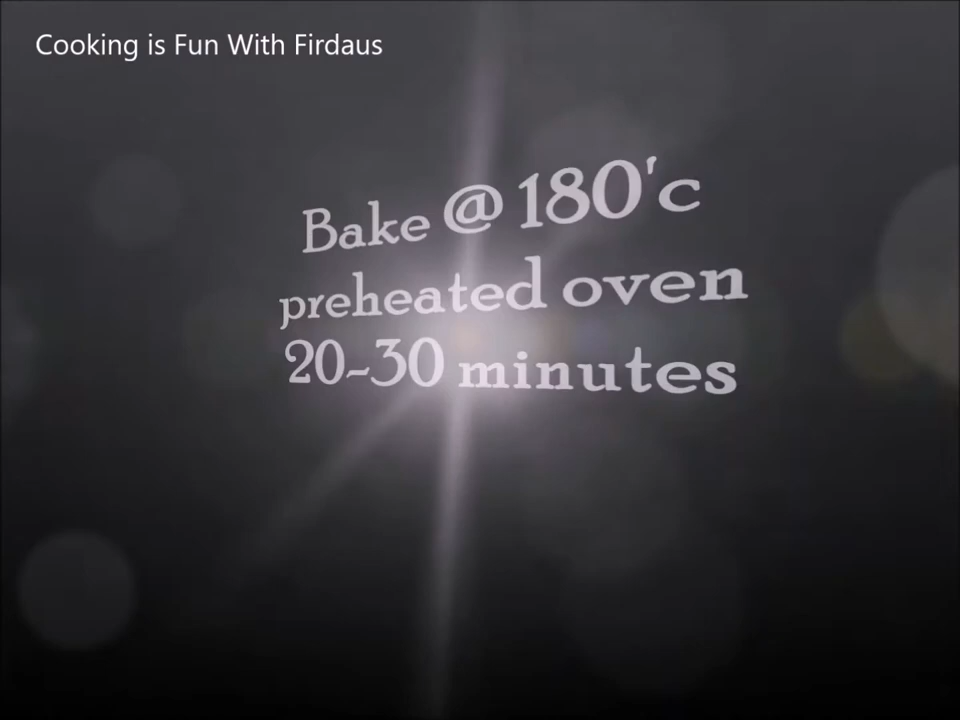 Cooking is Fun With Firdaus
Bake @ 180'c
preheated oven
20-30 minutes